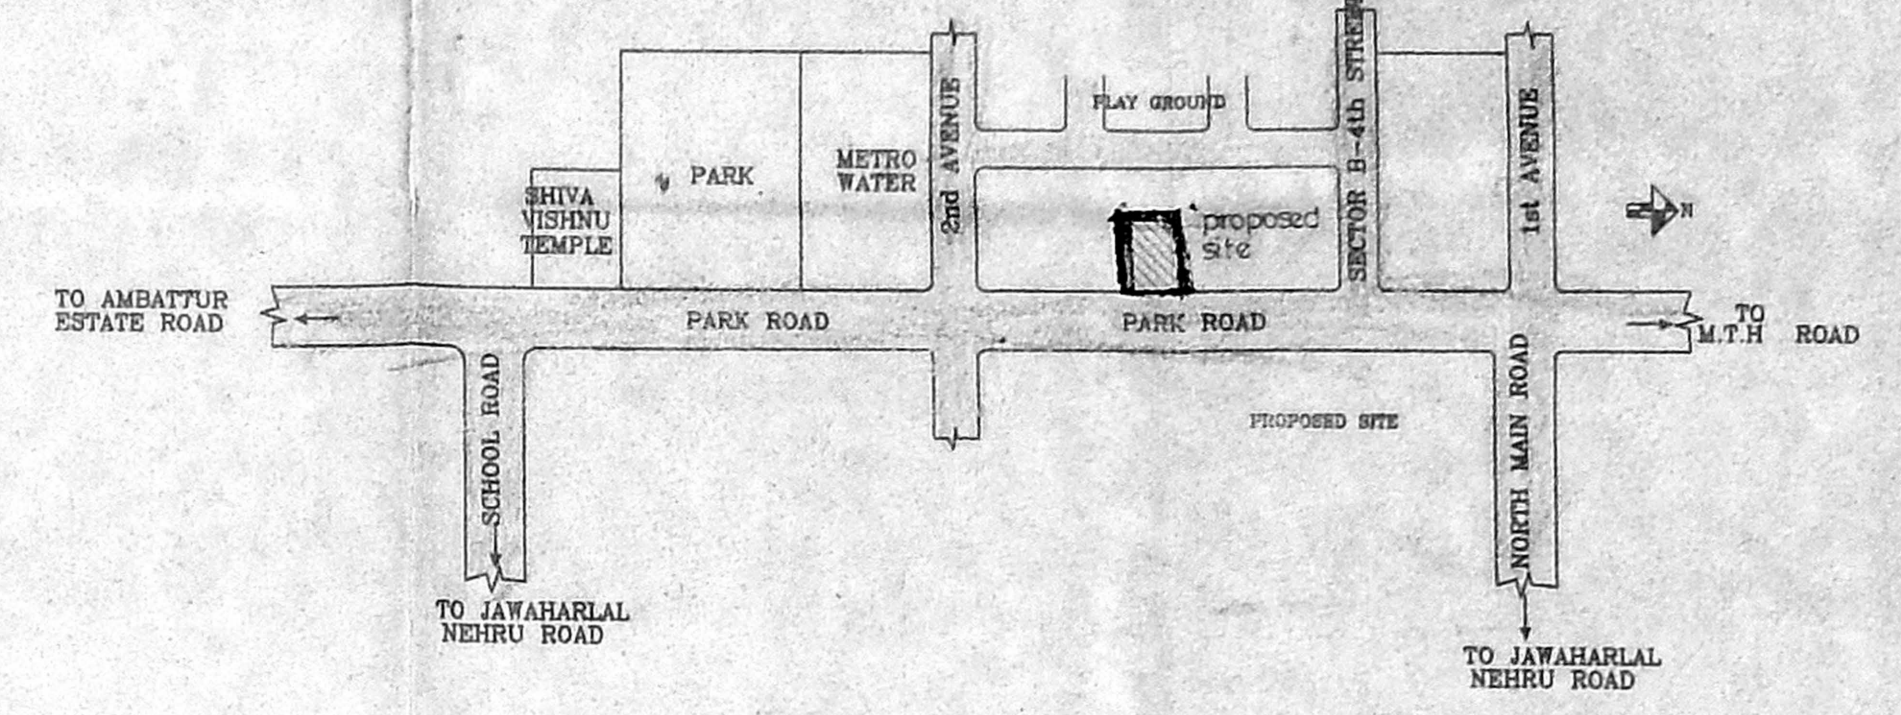 SECTOR B-4th STREET
2nd AVENUE
1st AVENUE
PLAY GROUND
METRO
WATER
PARK
SHIVA
VISHNU
TEMPLE
proposed
site
N
TO AMBATTUR
ESTATE ROAD
PARK ROAD
PARK ROAD
TO
M.T.H ROAD
SCHOOL ROAD
NORTH MAIN ROAD
PROPOSED SITE
TO JAWAHARLAL
NEHRU ROAD
TO JAWAHARLAL
NEHRU ROAD